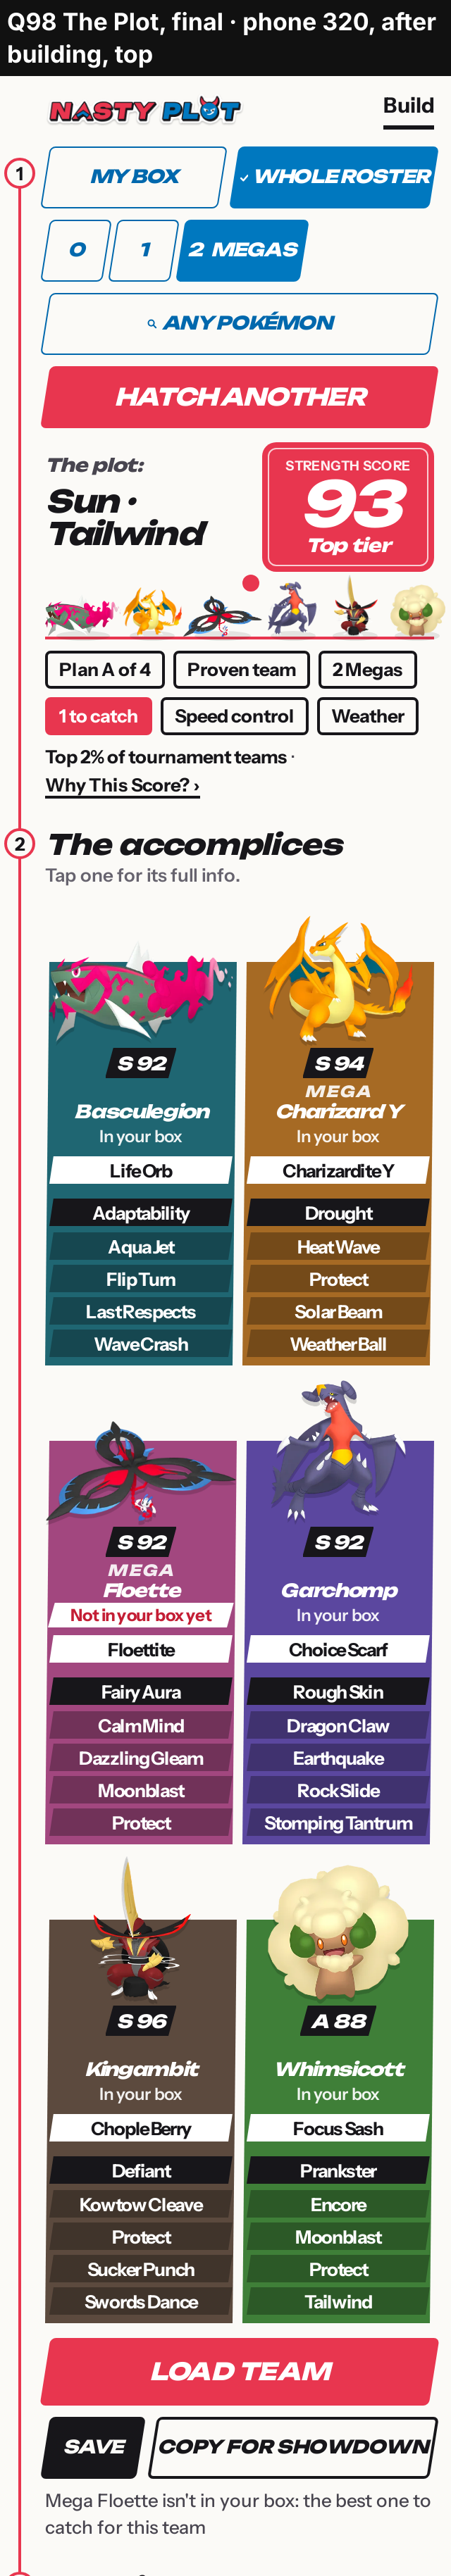 Q98 The Plot, final · phone 320, after
building, top
NASTY PLOT
Build
1
MY BOX
✓ WHOLE ROSTER
0
1
2 MEGAS
ANY POKÉMON
HATCH ANOTHER
The plot:
Sun ·
Tailwind
STRENGTH SCORE
93
Top tier
Plan A of 4
Proven team
2 Megas
1 to catch
Speed control
Weather
Top 2% of tournament teams ·
Why This Score? ›
2
The accomplices
Tap one for its full info.
S 92
Basculegion
In your box
Life Orb
Adaptability
Aqua Jet
Flip Turn
Last Respects
Wave Crash
S 94
MEGA
Charizard Y
In your box
Charizardite Y
Drought
Heat Wave
Protect
Solar Beam
Weather Ball
S 92
MEGA
Floette
Not in your box yet
Floettite
Fairy Aura
Calm Mind
Dazzling Gleam
Moonblast
Protect
S 92
Garchomp
In your box
Choice Scarf
Rough Skin
Dragon Claw
Earthquake
Rock Slide
Stomping Tantrum
S 96
Kingambit
In your box
Chople Berry
Defiant
Kowtow Cleave
Protect
Sucker Punch
Swords Dance
A 88
Whimsicott
In your box
Focus Sash
Prankster
Encore
Moonblast
Protect
Tailwind
LOAD TEAM
SAVE
COPY FOR SHOWDOWN
Mega Floette isn't in your box: the best one to
catch for this team